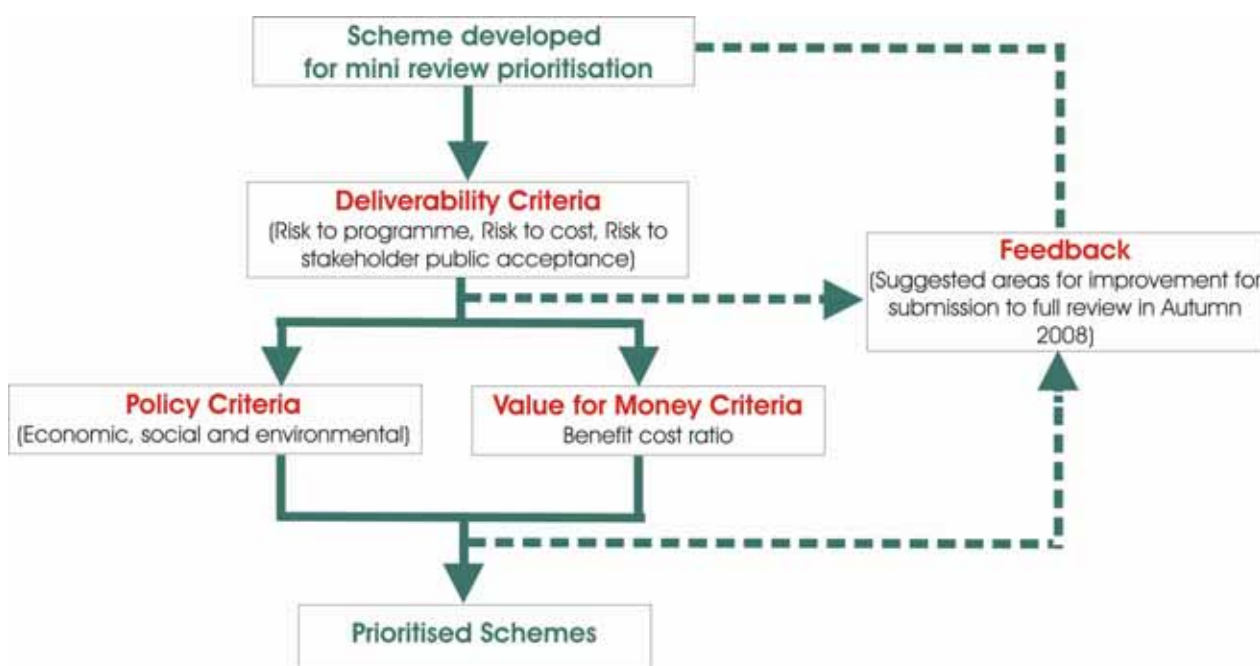 Scheme developed
for mini review prioritisation
Deliverability Criteria
(Risk to programme, Risk to cost, Risk to
stakeholder public acceptance)
Feedback
(Suggested areas for improvement for
submission to full review in Autumn
2008)
Policy Criteria
(Economic, social and environmental)
Value for Money Criteria
Benefit cost ratio
Prioritised Schemes